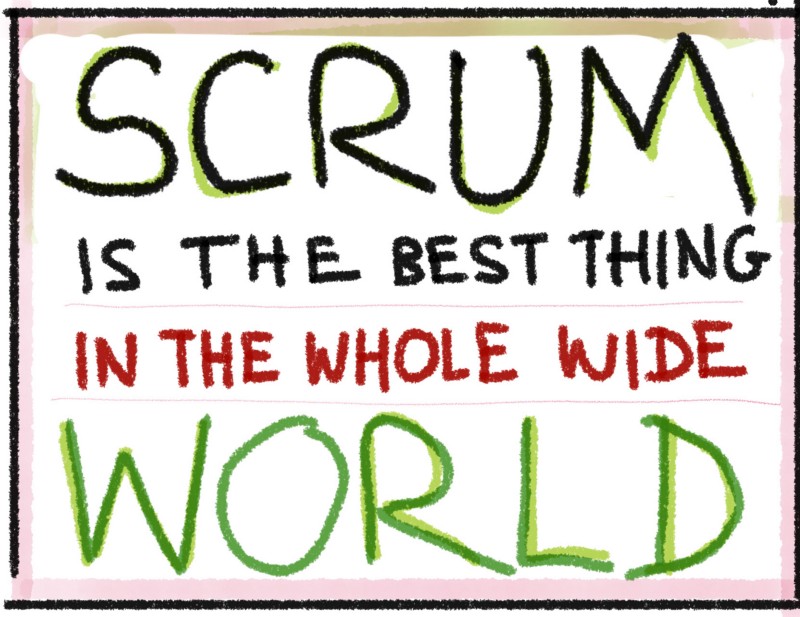 SCRUM
IS THE BEST THING
IN THE WHOLE WIDE
WORLD